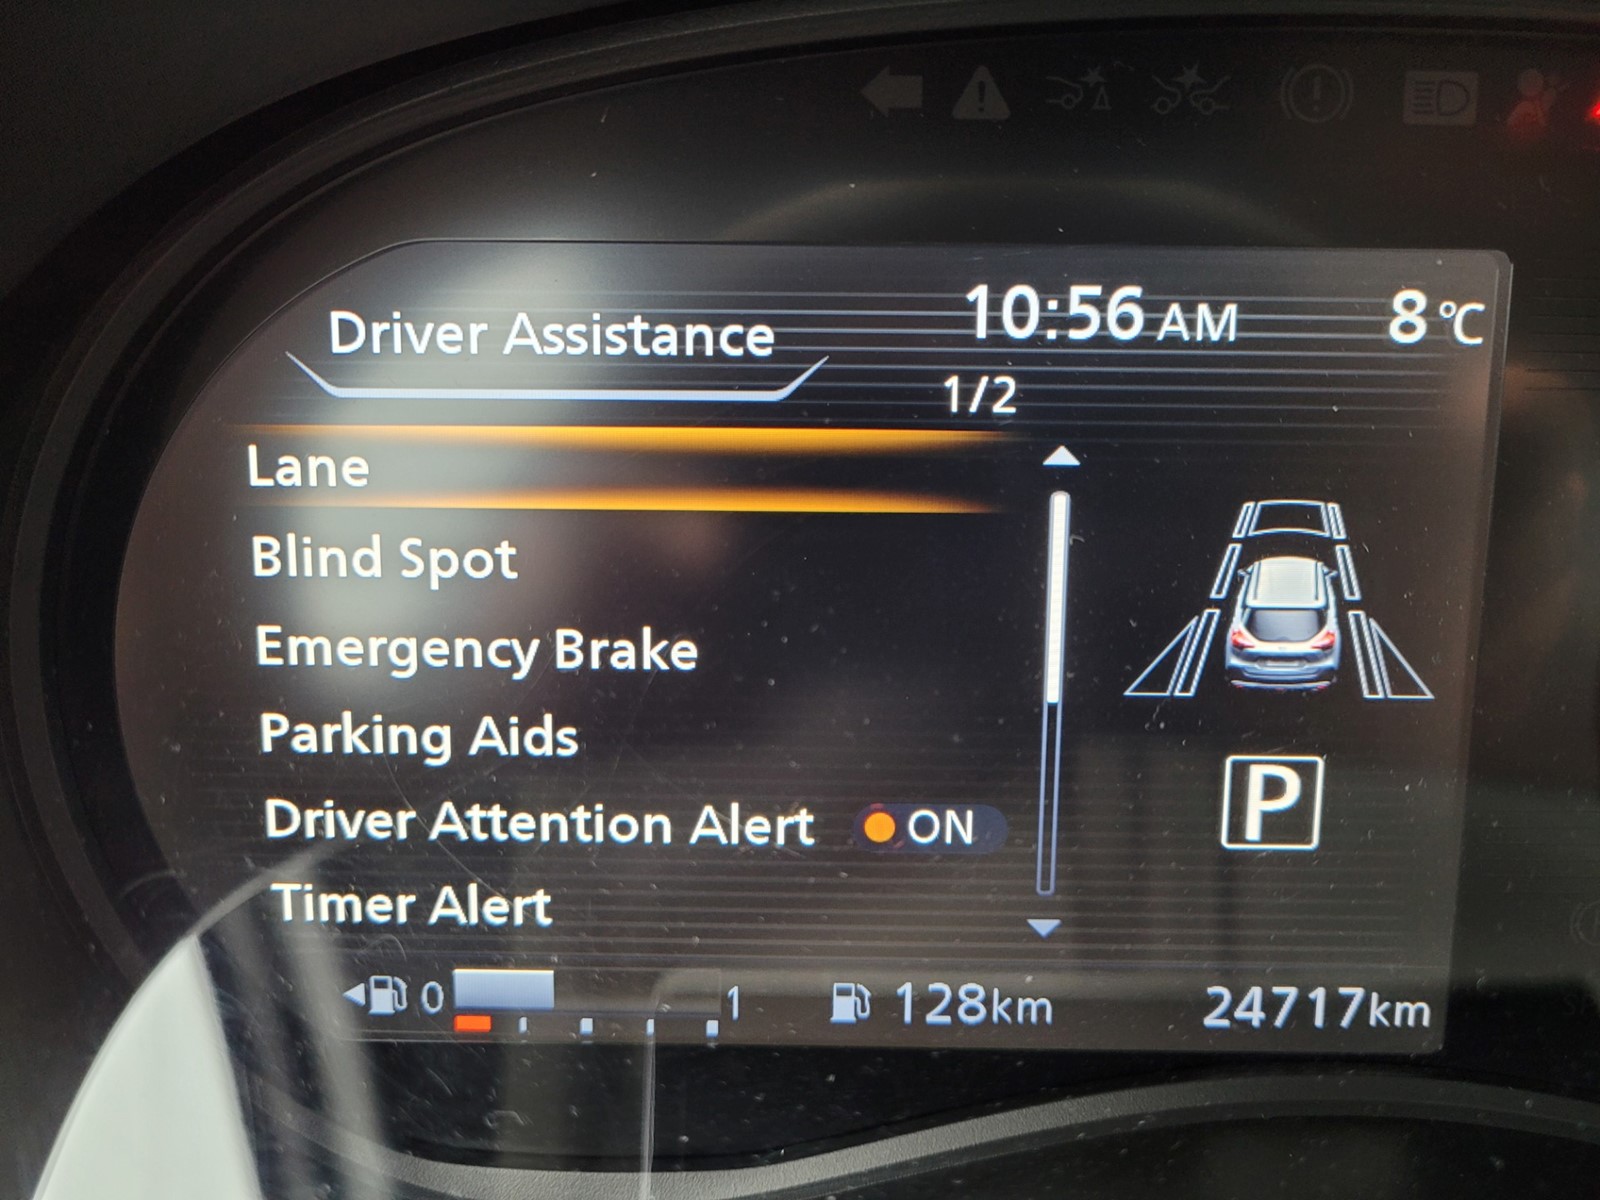 Driver Assistance
10:56 AM
8 °C
1/2
Lane
Blind Spot
Emergency Brake
Parking Aids
Driver Attention Alert ON
Timer Alert
P
0 1
128km
24717km